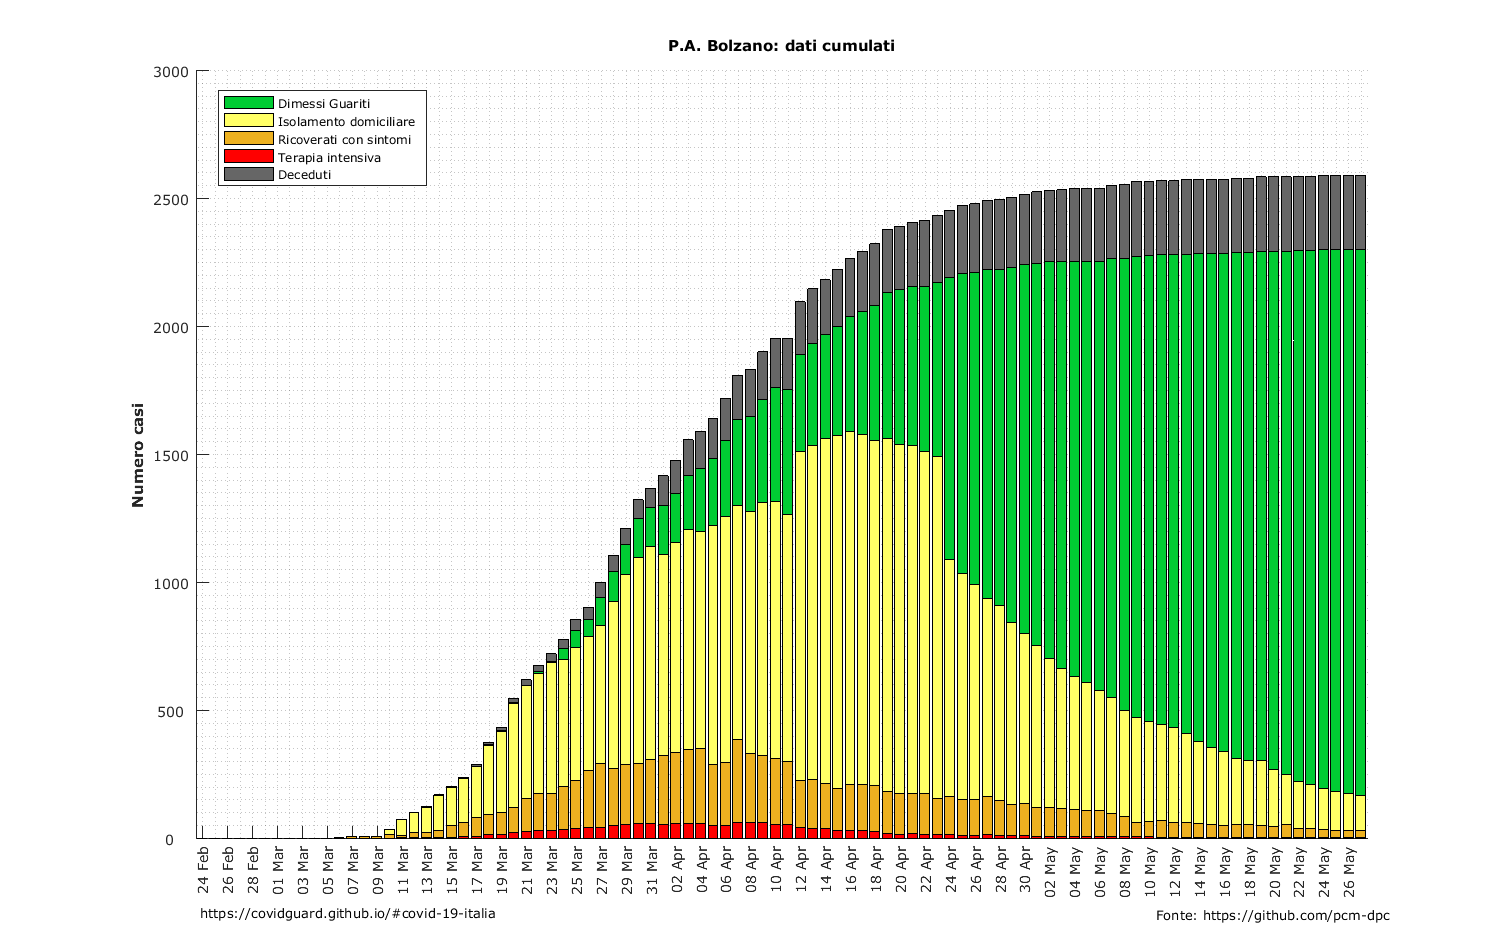 P.A. Bolzano: dati cumulati
3000
2500
2000
1500
1000
500
0
Numero casi
Dimessi Guariti
Isolamento domiciliare
Ricoverati con sintomi
Terapia intensiva
Deceduti
24 Feb
26 Feb
28 Feb
01 Mar
03 Mar
05 Mar
07 Mar
09 Mar
11 Mar
13 Mar
15 Mar
17 Mar
19 Mar
21 Mar
23 Mar
25 Mar
27 Mar
29 Mar
31 Mar
02 Apr
04 Apr
06 Apr
08 Apr
10 Apr
12 Apr
14 Apr
16 Apr
18 Apr
20 Apr
22 Apr
24 Apr
26 Apr
28 Apr
30 Apr
02 May
04 May
06 May
08 May
10 May
12 May
14 May
16 May
18 May
20 May
22 May
24 May
26 May
https://covidguard.github.io/#covid-19-italia
Fonte: https://github.com/pcm-dpc